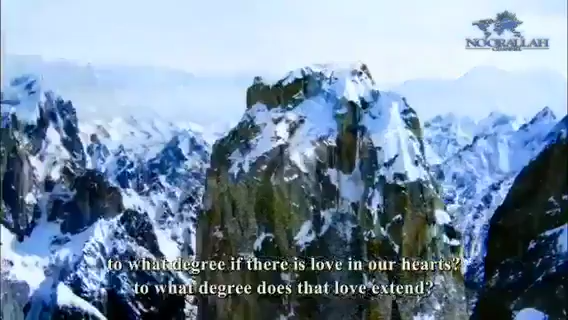 NOORALLAH
to what degree if there is love in our hearts?
to what degree does that love extend?